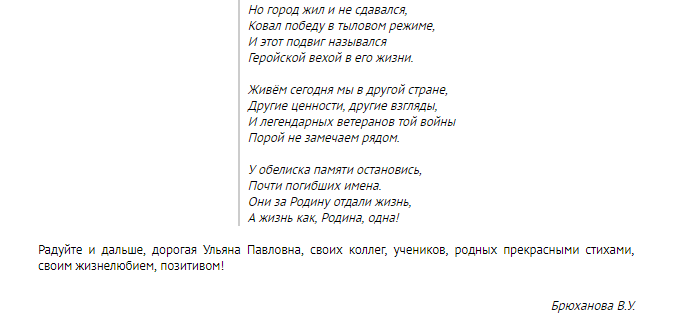 Но город жил и не сдавался,
Ковал победу в тыловом режиме,
И этот подвиг назывался
Геройской вехой в его жизни.
Живём сегодня мы в другой стране,
Другие ценности, другие взгляды,
И легендарных ветеранов той войны
Порой не замечаем рядом.
У обелиска памяти остановись,
Почти погибших имена.
Они за Родину отдали жизнь,
А жизнь как, Родина, одна!
Радуйте и дальше, дорогая Ульяна Павловна, своих коллег, учеников, родных прекрасными стихами,
своим жизнелюбием, позитивом!
Брюханова В.У.